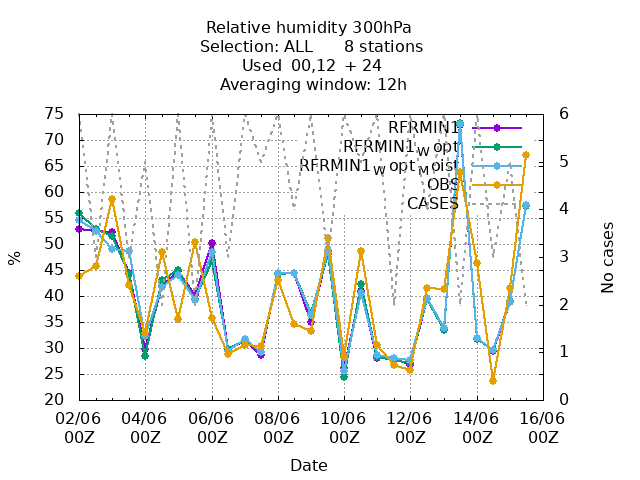 Relative humidity 300hPa
Selection: ALL 8 stations
Used 00,12 + 24
Averaging window: 12h
75 6
RFRMIN1
70
RFRMIN1_W opt
65 5
RFRMIN1_W opt_M oist
60
OBS
55 4
CASES
50
45 3
40
35 2
30
25 1
20 0
%
No cases
02/06 04/06 06/06 08/06 10/06 12/06 14/06 16/06
00Z 00Z 00Z 00Z 00Z 00Z 00Z 00Z
Date